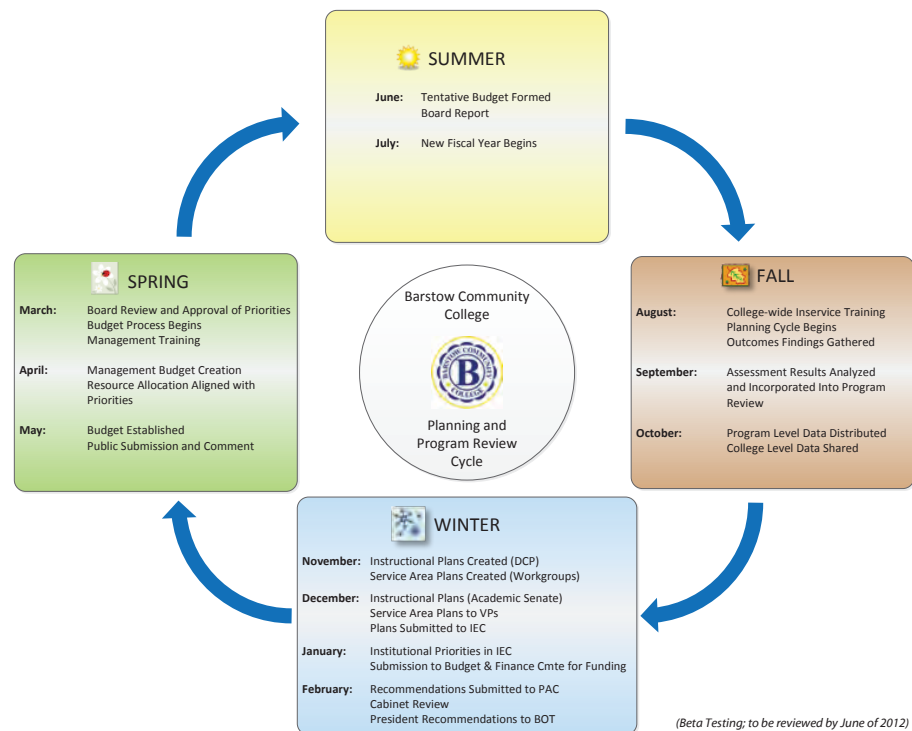 SUMMER
June: Tentative Budget Formed
Board Report
July: New Fiscal Year Begins
SPRING
March: Board Review and Approval of Priorities
Budget Process Begins
Management Training
April: Management Budget Creation
Resource Allocation Aligned with
Priorities
May: Budget Established
Public Submission and Comment
Barstow Community
College
BARSTOW COMMUNITY
B
COLLEGE
Planning and
Program Review
Cycle
FALL
August: College-wide Inservice Training
Planning Cycle Begins
Outcomes Findings Gathered
September: Assessment Results Analyzed
and Incorporated Into Program
Review
October: Program Level Data Distributed
College Level Data Shared
WINTER
November: Instructional Plans Created (DCP)
Service Area Plans Created (Workgroups)
December: Instructional Plans (Academic Senate)
Service Area Plans to VPs
Plans Submitted to IEC
January: Institutional Priorities in IEC
Submission to Budget & Finance Cmte for Funding
February: Recommendations Submitted to PAC
Cabinet Review
President Recommendations to BOT
(Beta Testing; to be reviewed by June of 2012)